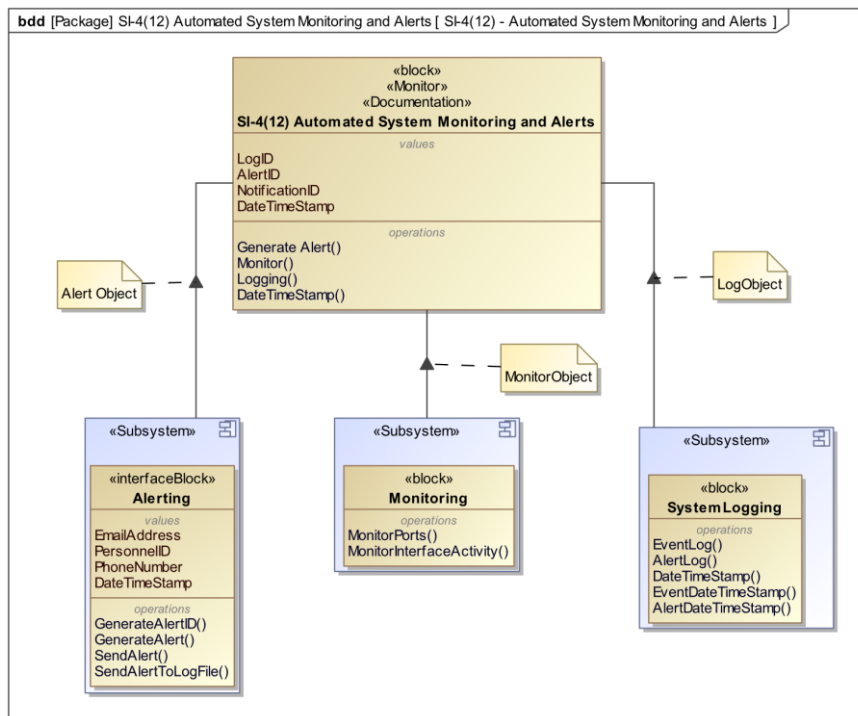 bdd [Package] SI-4(12) Automated System Monitoring and Alerts [ SI-4(12) - Automated System Monitoring and Alerts ]
«block»
«Monitor»
«Documentation»
SI-4(12) Automated System Monitoring and Alerts
values
LogID
AlertID
NotificationID
DateTimeStamp
operations
Generate Alert()
Monitor()
Logging()
DateTimeStamp()
Alert Object
LogObject
MonitorObject
«Subsystem»
«interfaceBlock»
Alerting
values
EmailAddress
PersonnelID
PhoneNumber
DateTimeStamp
operations
GenerateAlertID()
GenerateAlert()
SendAlert()
SendAlertToLogFile()
«Subsystem»
«block»
Monitoring
operations
MonitorPorts()
MonitorInterfaceActivity()
«Subsystem»
«block»
SystemLogging
operations
EventLog()
AlertLog()
DateTimeStamp()
EventDateTimeStamp()
AlertDateTimeStamp()